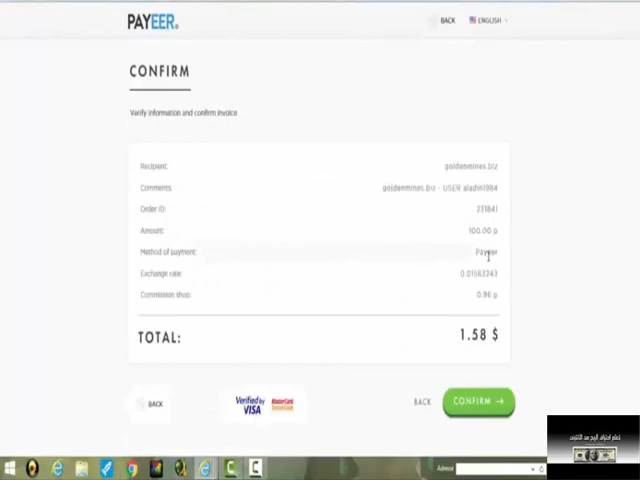 PAYEER.
BACK
ENGLISH
CONFIRM
Verify information and confirm invoice
Recipient: goldenmines.biz
Comments: goldenmines.biz - USER aladin1984
Order ID: 231841
Amount: 100.00 p
Method of payment: Payeer
Exchange rate: 0.01563243
Commission shop: 0.96 p
TOTAL: 1.58 $
BACK
Verified by
VISA
MasterCard
SecureCode
BACK
CONFIRM →
Adresse